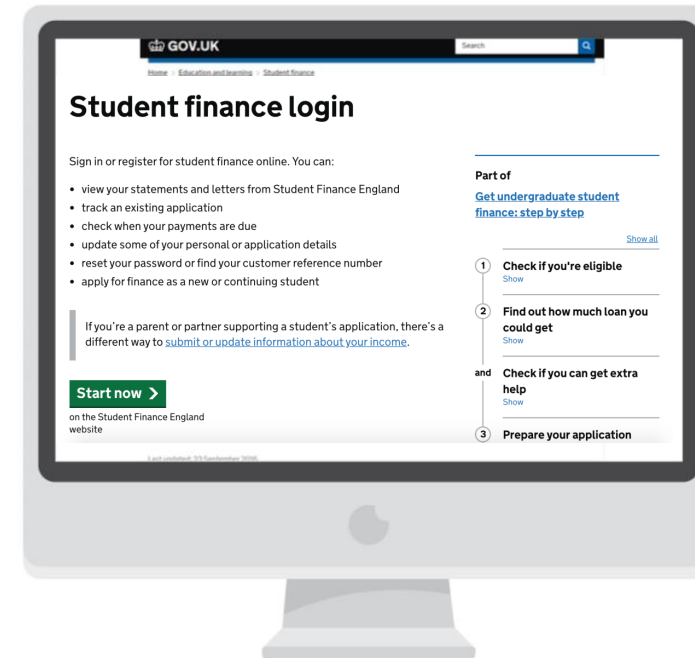 GOV.UK
Search
Home > Education and learning > Student finance
Student finance login
Sign in or register for student finance online. You can:
• view your statements and letters from Student Finance England
• track an existing application
• check when your payments are due
• update some of your personal or application details
• reset your password or find your customer reference number
• apply for finance as a new or continuing student
If you're a parent or partner supporting a student's application, there's a
different way to submit or update information about your income.
Start now >
on the Student Finance England
website
Part of
Get undergraduate student
finance: step by step
Show all
1 Check if you're eligible
Show
2 Find out how much loan you
could get
Show
and Check if you can get extra
help
Show
3 Prepare your application
Last updated: